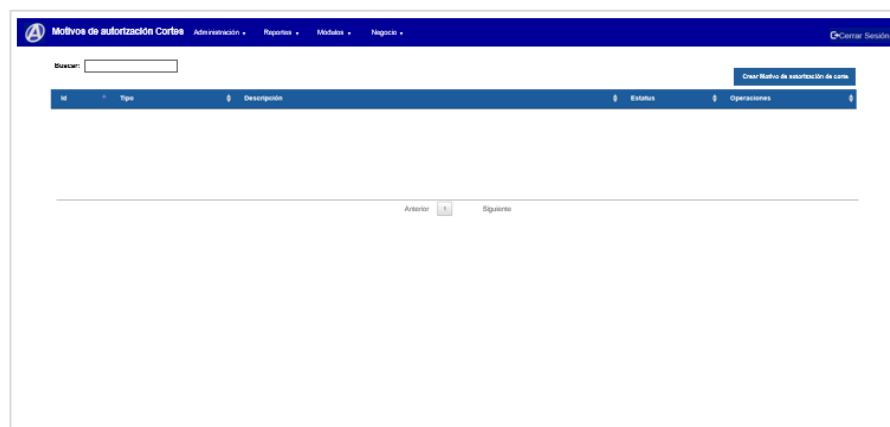 Motivos de autorización Cortes Administración Reportes Módulos Negocio Cerrar Sesión
Buscar:
Crear Motivo de autorización de corte
Id Tipo Descripción Estatus Operaciones
Anterior 1 Siguiente